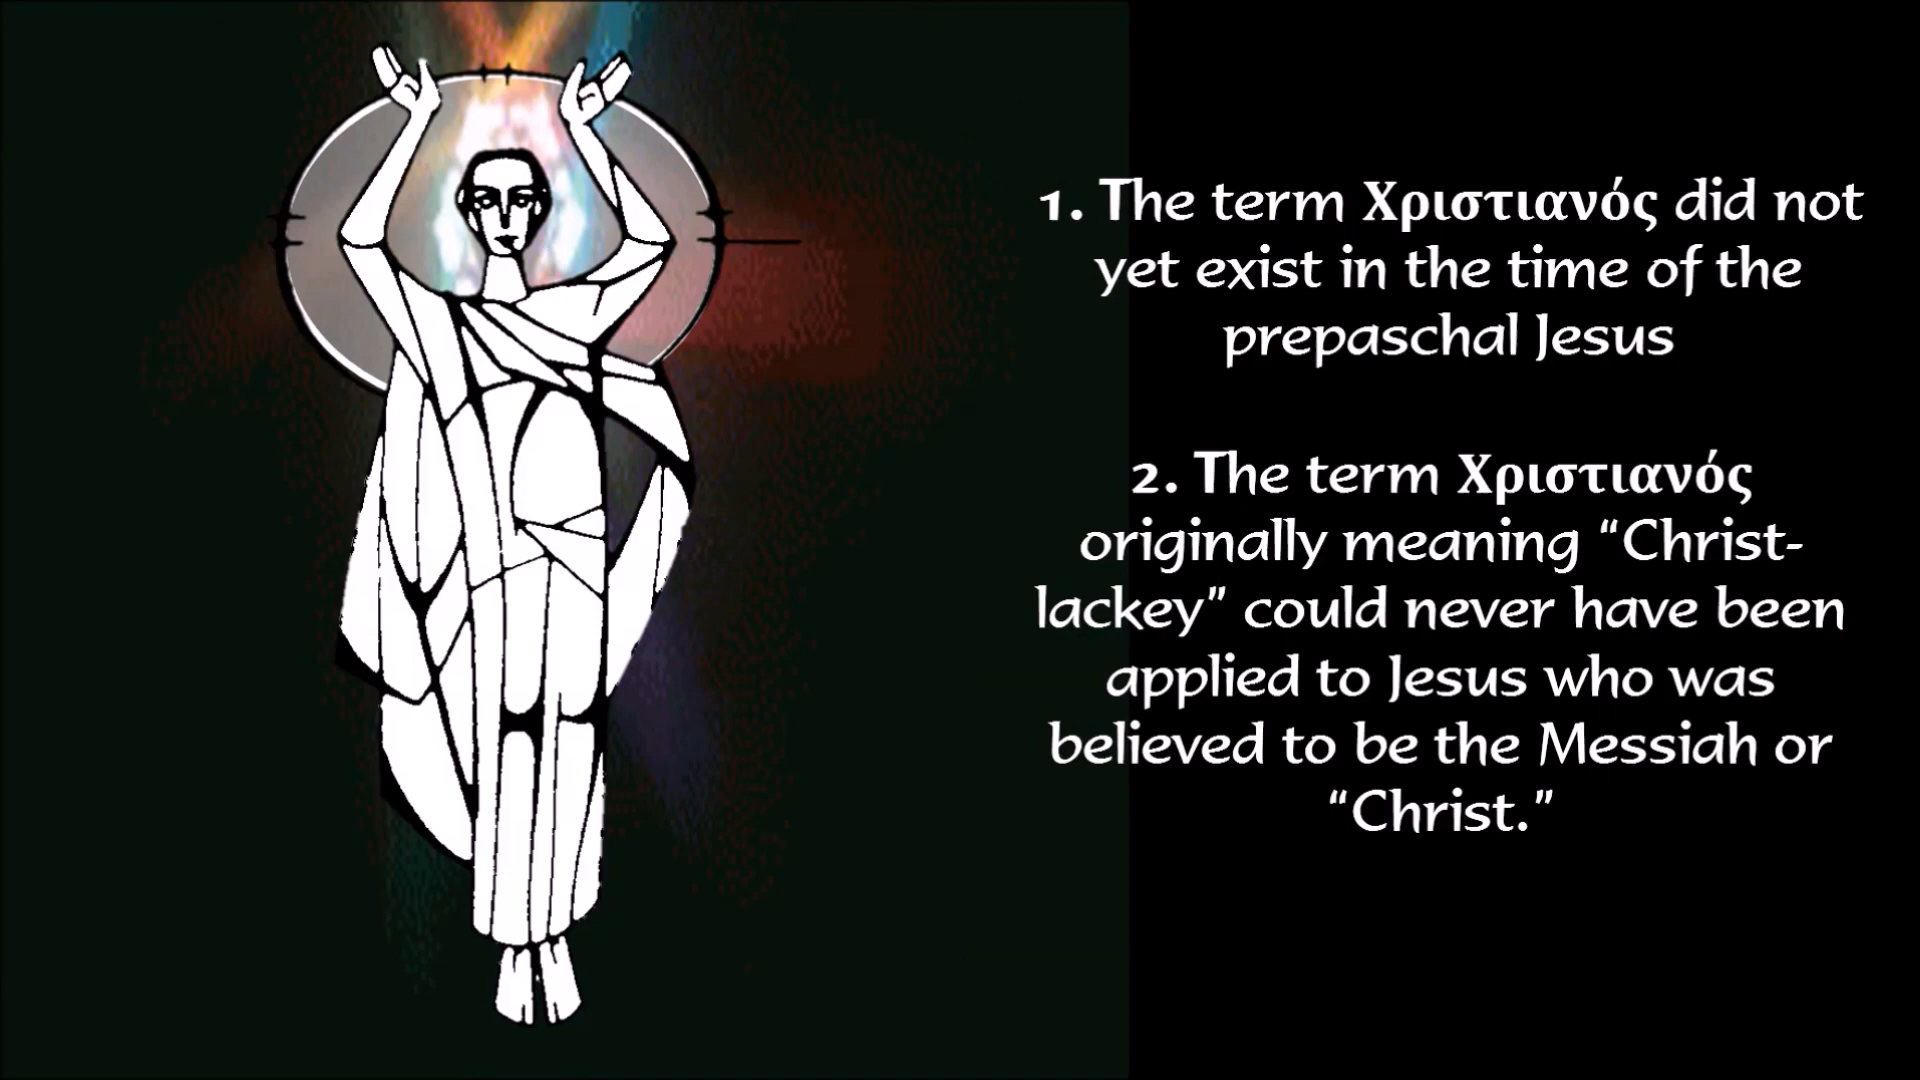 1. The term Χριστιανός did not
yet exist in the time of the
prepaschal Jesus
2. The term Χριστιανός
originally meaning “Christ-
lackey” could never have been
applied to Jesus who was
believed to be the Messiah or
“Christ.”